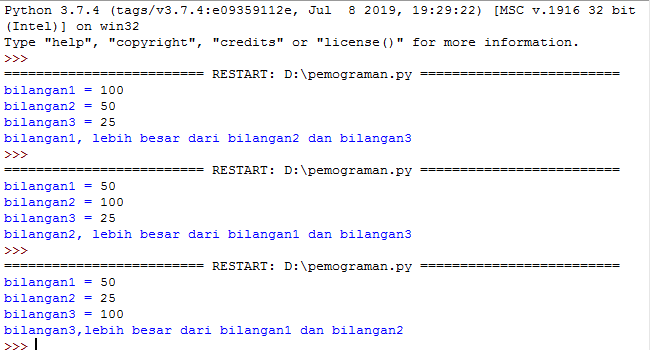 Python 3.7.4 (tags/v3.7.4:e09359112e, Jul  8 2019, 19:29:22) [MSC v.1916 32 bit
(Intel)] on win32
Type "help", "copyright", "credits" or "license()" for more information.
>>>
========================= RESTART: D:\pemograman.py =========================
bilangan1 = 100
bilangan2 = 50
bilangan3 = 25
bilangan1, lebih besar dari bilangan2 dan bilangan3
>>>
========================= RESTART: D:\pemograman.py =========================
bilangan1 = 50
bilangan2 = 100
bilangan3 = 25
bilangan2, lebih besar dari bilangan1 dan bilangan3
>>>
========================= RESTART: D:\pemograman.py =========================
bilangan1 = 50
bilangan2 = 25
bilangan3 = 100
bilangan3,lebih besar dari bilangan1 dan bilangan2
>>>